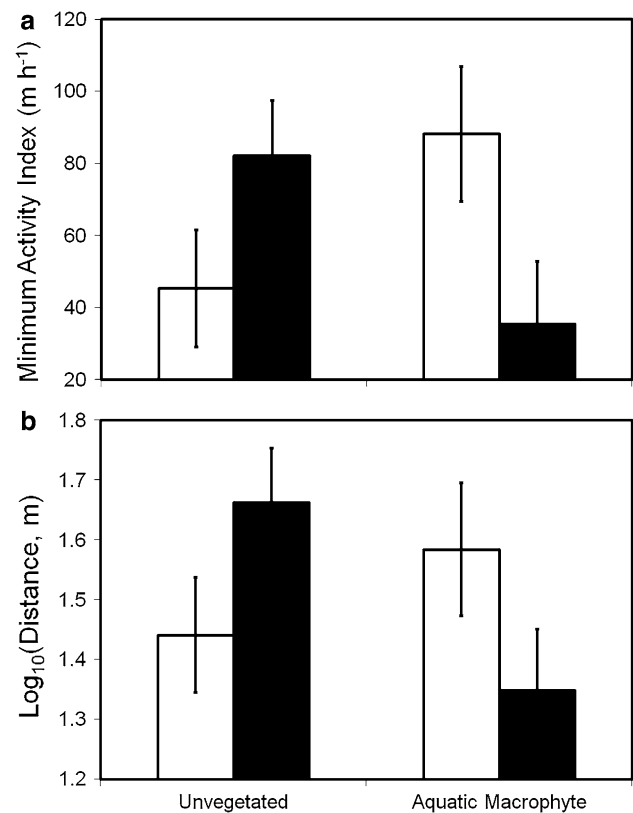 a
120
100
80
60
40
20
Minimum Activity Index (m h⁻¹)
b
1.8
1.7
1.6
1.5
1.4
1.3
1.2
Log₁₀(Distance, m)
Unvegetated Aquatic Macrophyte